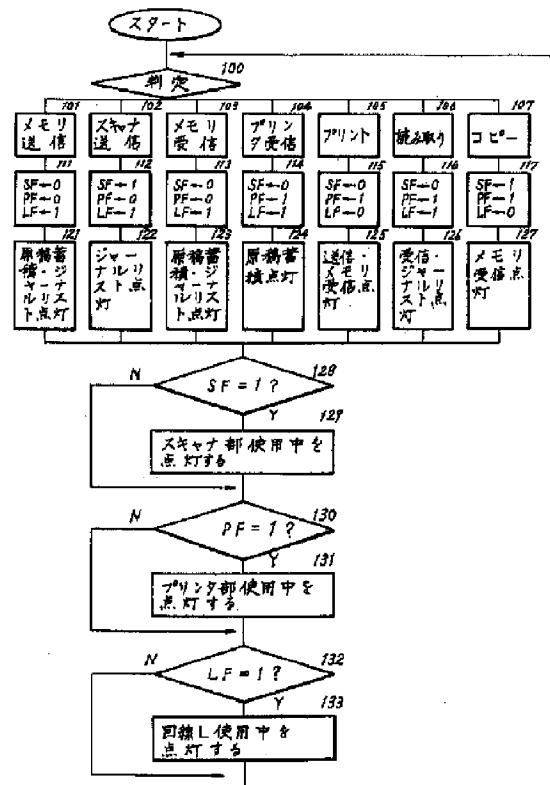 スタート
100
判定
101
102
103
104
105
106
107
メモリ
送信
スキャナ
送信
メモリ
受信
プリン
タ受信
プリント
読み取り
コピー
111
112
113
114
115
116
117
SF←0
PF←0
LF←1
SF←1
PF←0
LF←1
SF←0
PF←0
LF←1
SF←0
PF←1
LF←1
SF←0
PF←1
LF←0
SF←1
PF←0
LF←0
SF←1
PF←1
LF←0
121
122
123
124
125
126
127
原稿蓄
積・ジ
ャーナ
ルリス
ト点灯
ジャー
ナルリ
スト点
灯
原稿蓄
積・ジ
ャーナ
ルリス
ト点灯
原稿蓄
積点灯
送信・
メモリ
受信点
灯
受信・
ジャー
ナルリ
スト点
灯
メモリ
受信点
灯
128
N
SF=1?
Y
129
スキャナ部使用中を
点灯する
130
N
PF=1?
Y
131
プリンタ部使用中を
点灯する
132
N
LF=1?
Y
133
回線L使用中を
点灯する